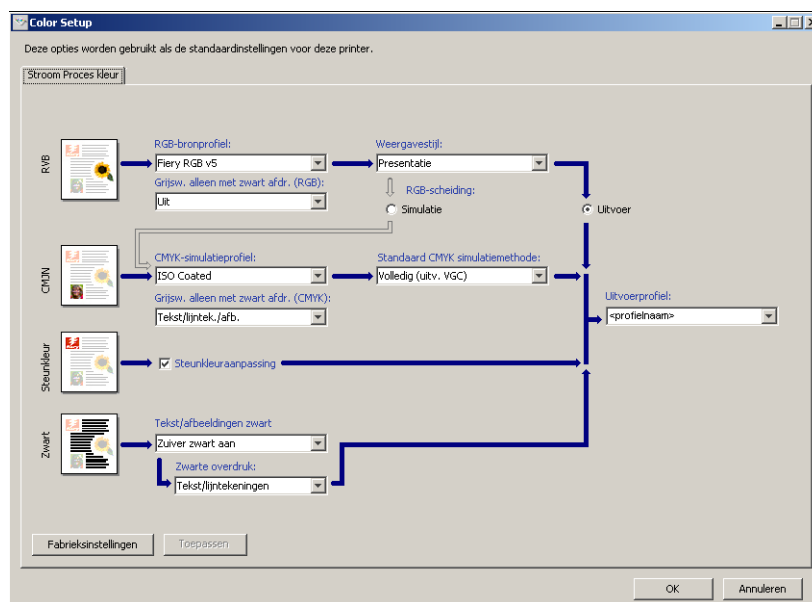 Color Setup
Deze opties worden gebruikt als de standaardinstellingen voor deze printer.
Stroom Proces kleur
RVB
RGB-bronprofiel:
Weergavestijl:
Fiery RGB v5
Presentatie
Grijsw. alleen met zwart afdr. (RGB):
RGB-scheiding:
Uit
Simulatie
Uitvoer
CMJN
CMYK-simulatieprofiel:
Standaard CMYK simulatiemethode:
ISO Coated
Volledig (uitv. VGC)
Grijsw. alleen met zwart afdr. (CMYK):
Uitvoerprofiel:
Tekst/lijntek./afb.
<profielnaam>
Steunkleur
Steunkleuraanpassing
Zwart
Tekst/afbeeldingen zwart
Zuiver zwart aan
Zwarte overdruk:
Tekst/lijntekeningen
Fabrieksinstellingen
Toepassen
OK
Annuleren